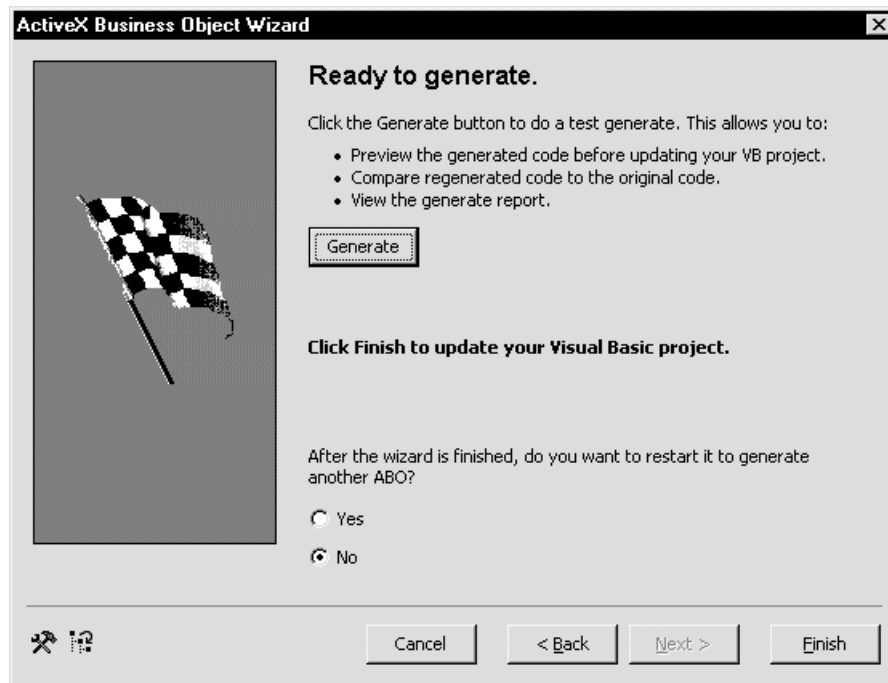 ActiveX Business Object Wizard
Ready to generate.
Click the Generate button to do a test generate. This allows you to:
• Preview the generated code before updating your VB project.
• Compare regenerated code to the original code.
• View the generate report.
Generate
Click Finish to update your Visual Basic project.
After the wizard is finished, do you want to restart it to generate
another ABO?
Yes
No
Cancel
< Back
Next >
Finish